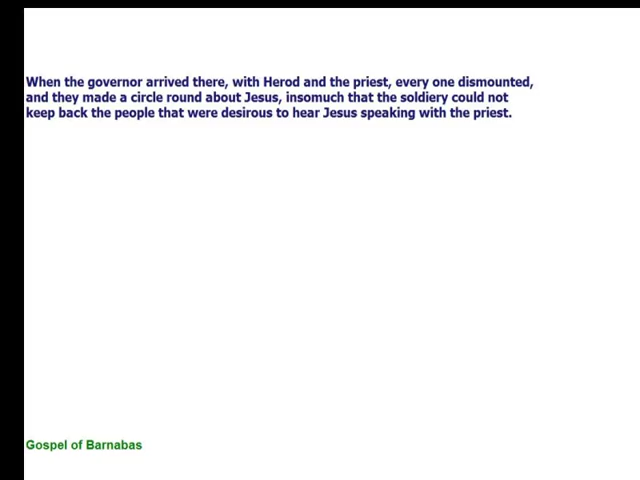 When the governor arrived there, with Herod and the priest, every one dismounted,
and they made a circle round about Jesus, insomuch that the soldiery could not
keep back the people that were desirous to hear Jesus speaking with the priest.
Gospel of Barnabas